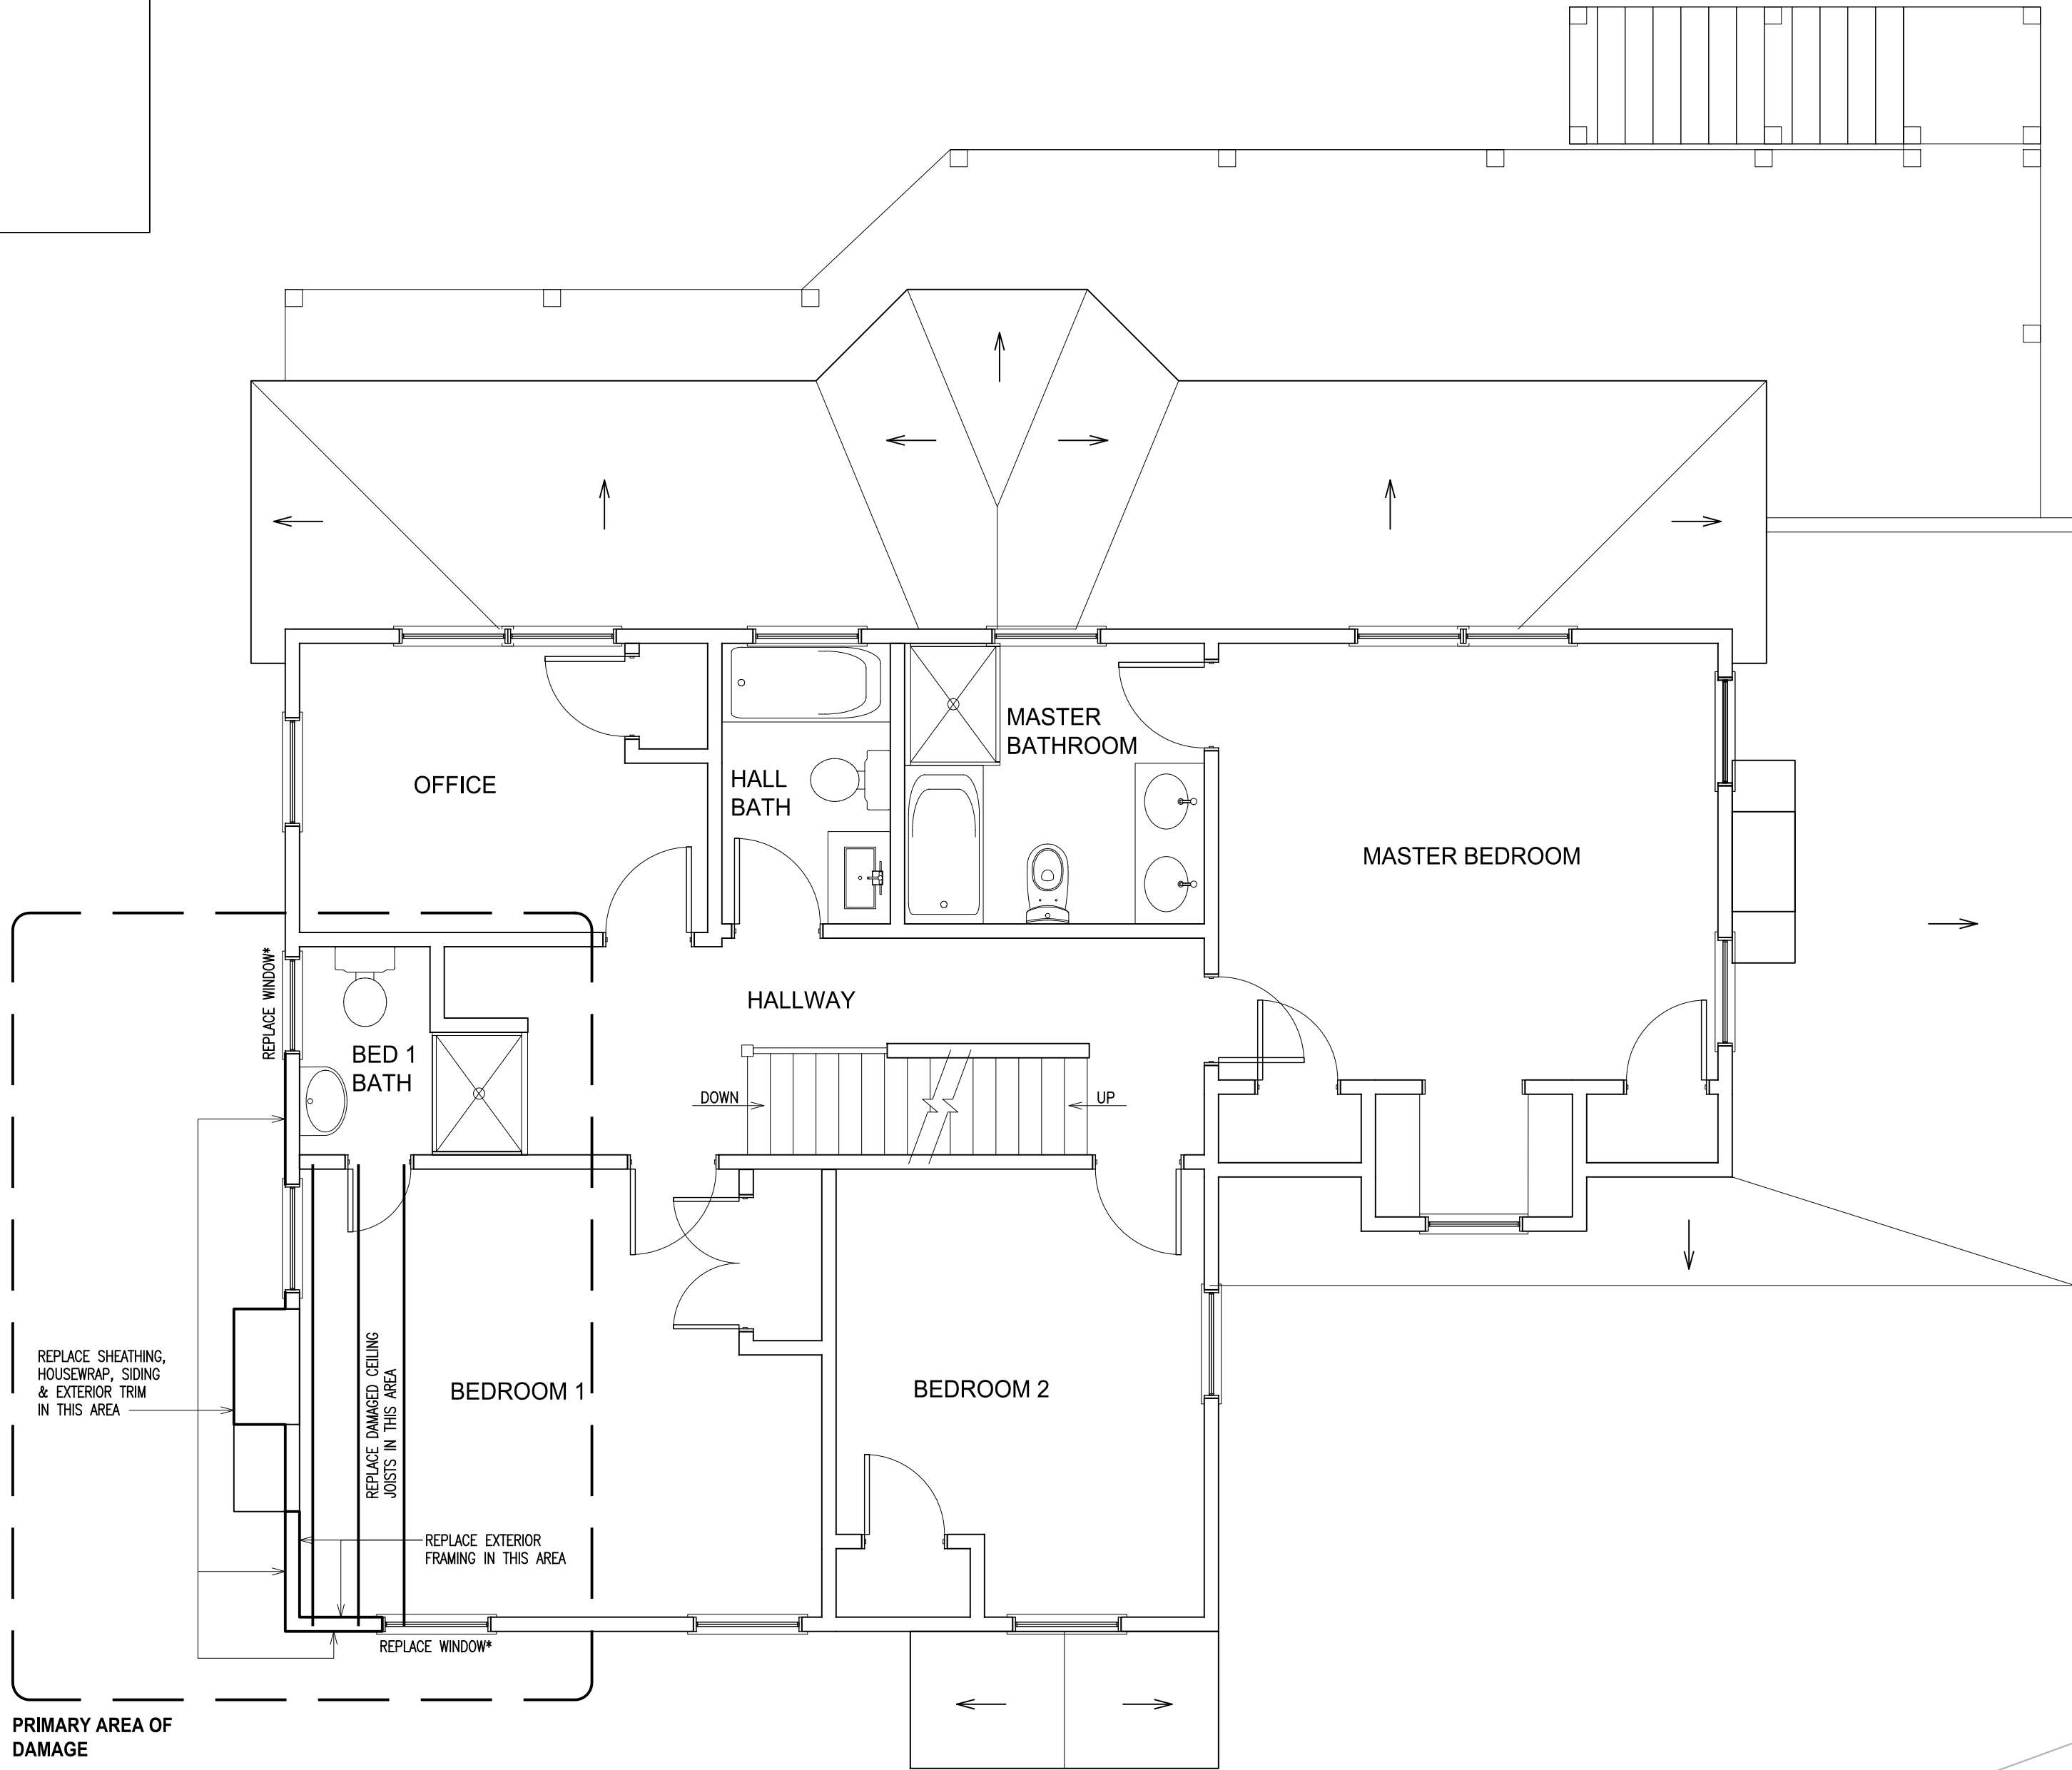 MASTER
BATHROOM
OFFICE
HALL
BATH
MASTER BEDROOM
REPLACE WINDOW*
HALLWAY
BED 1
BATH
DOWN
UP
REPLACE SHEATHING,
HOUSEWRAP, SIDING
& EXTERIOR TRIM
IN THIS AREA
REPLACE DAMAGED CEILING
JOISTS IN THIS AREA
BEDROOM 1
BEDROOM 2
REPLACE EXTERIOR
FRAMING IN THIS AREA
REPLACE WINDOW*
PRIMARY AREA OF
DAMAGE